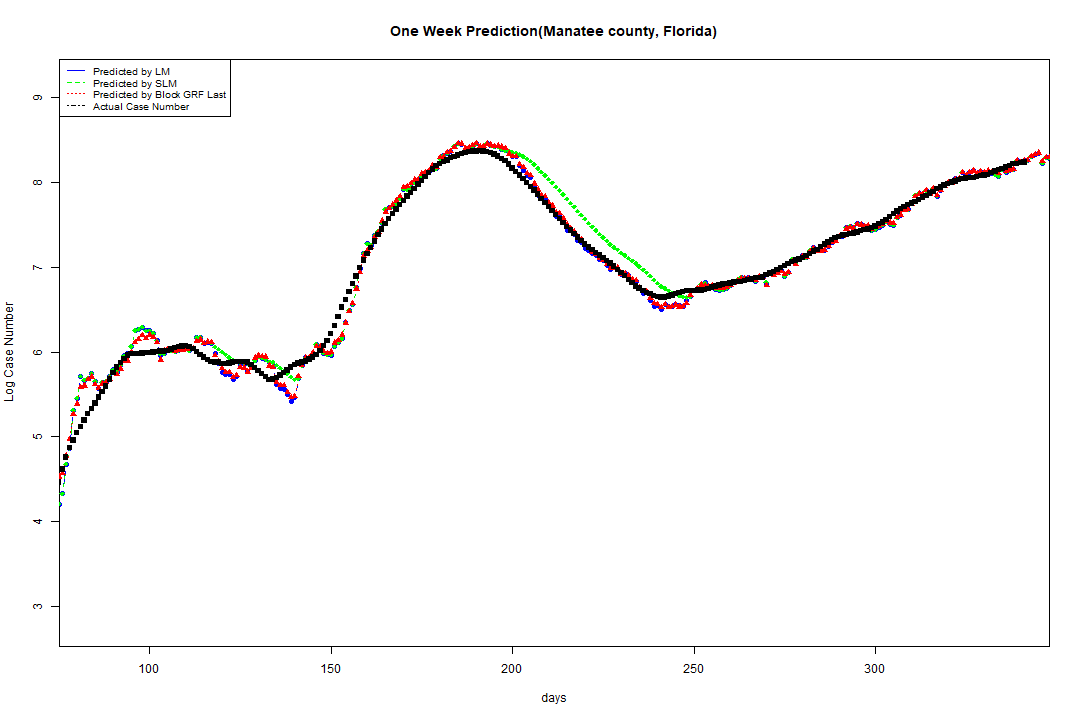 One Week Prediction(Manatee county, Florida)
Predicted by LM
Predicted by SLM
Predicted by Block GRF Last
Actual Case Number
9
8
7
6
5
4
3
Log Case Number
100 150 200 250 300
days